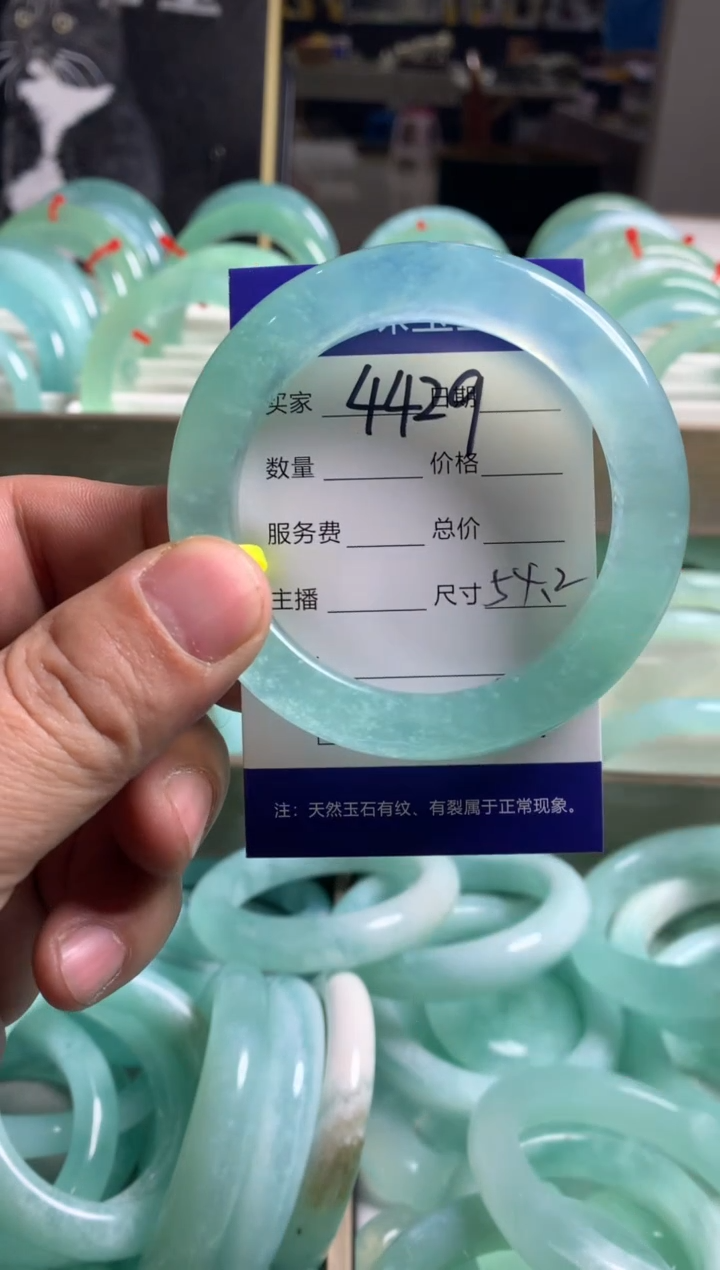 买家 4429 日期
数量 价格
服务费 总价
主播 尺寸 54.2
注：天然玉石有纹、有裂属于正常现象。